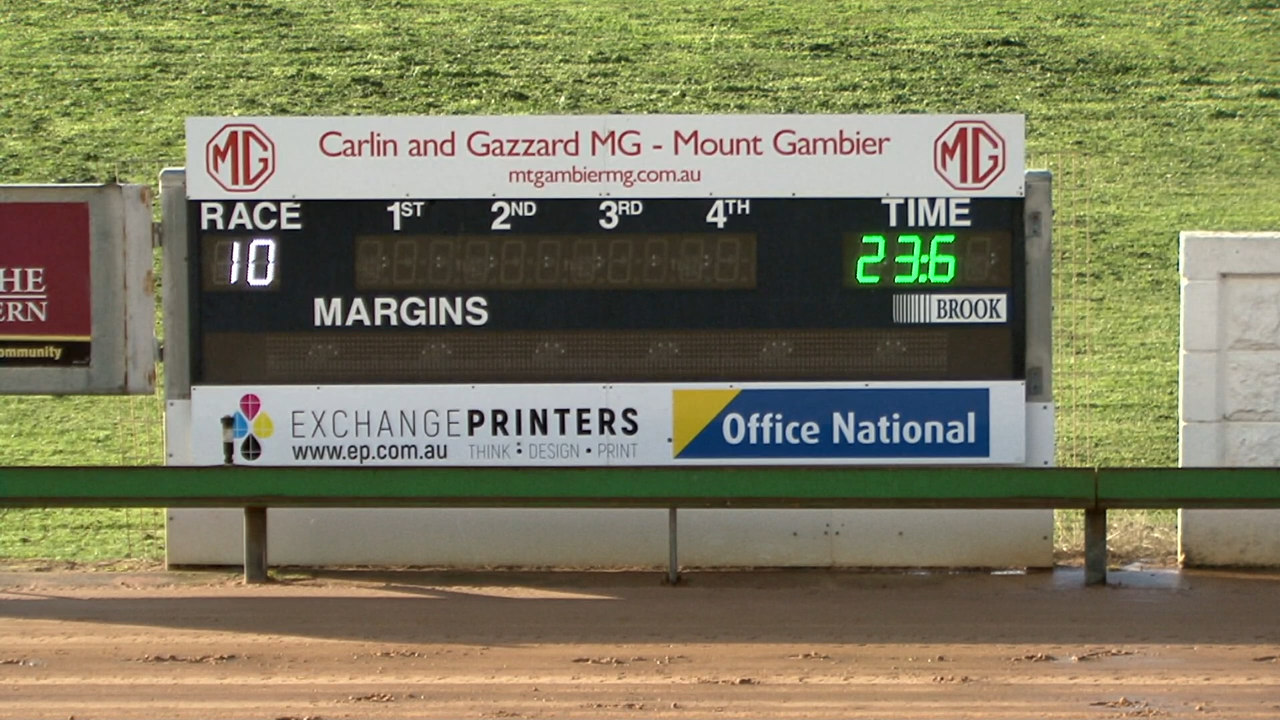 MG Carlin and Gazzard MG - Mount Gambier MG
mtgambiermg.com.au
RACE 1ST 2ND 3RD 4TH TIME
10 23:6
MARGINS BROOK
HE
ERN
ommunity
EXCHANGEPRINTERS
www.ep.com.au THINK : DESIGN • PRINT
Office National